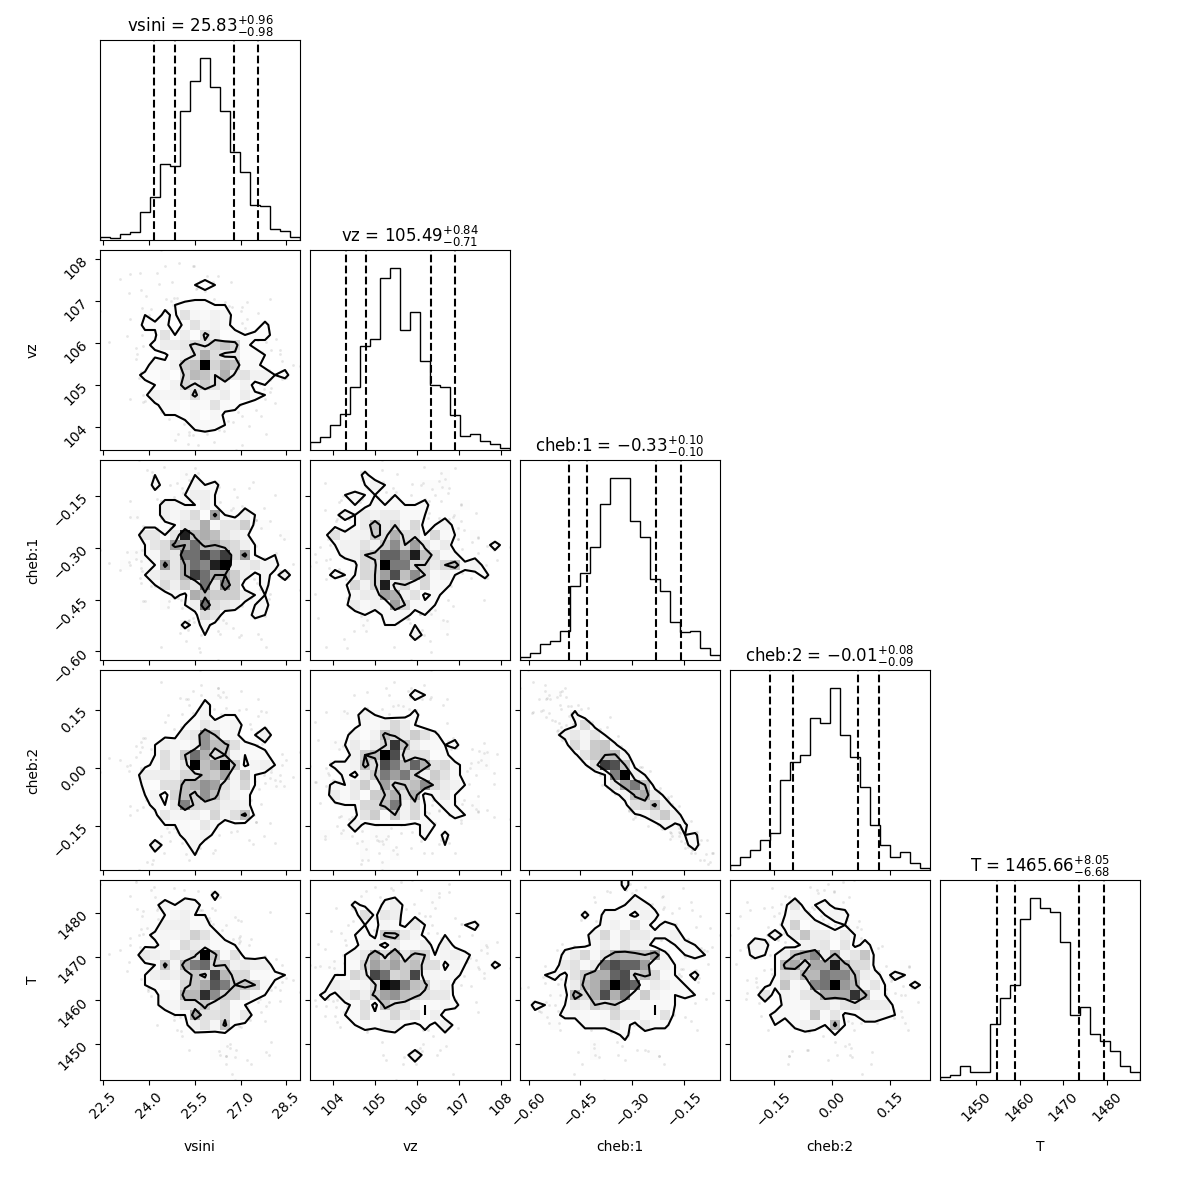 vsini = 25.83 +0.96 −0.98
vz = 105.49 +0.84 −0.71
108
107
106
105
104
vz
cheb:1 = −0.33 +0.10 −0.10
−0.15
−0.30
−0.45
−0.60
cheb:1
cheb:2 = −0.01 +0.08 −0.09
0.15
0.00
−0.15
cheb:2
T = 1465.66 +8.05 −6.68
1480
1470
1460
1450
T
22.5 24.0 25.5 27.0 28.5 104 105 106 107 108 −0.60 −0.45 −0.30 −0.15 −0.15 0.00 0.15 1450 1460 1470 1480
vsini vz cheb:1 cheb:2 T